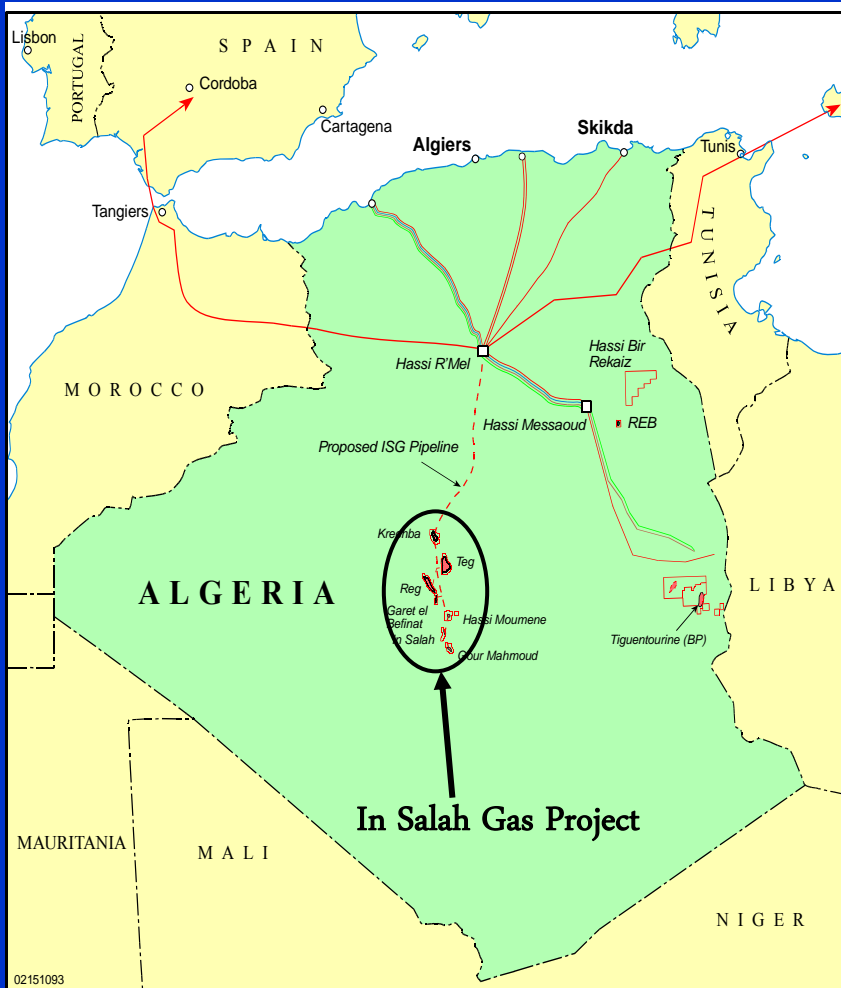 Lisbon
SPAIN
PORTUGAL
Cordoba
Cartagena
Algiers
Skikda
Tunis
Tangiers
TUNISIA
Hassi R'Mel
Hassi Bir
Rekaiz
MOROCCO
Hassi Messaoud
REB
Proposed ISG Pipeline
Krechba
Teg
ALGERIA
Reg
LIBYA
Garet el
Befinat
Hassi Moumene
In Salah
Tiguentourine (BP)
Gour Mahmoud
In Salah Gas Project
MAURITANIA
MALI
NIGER
02151093